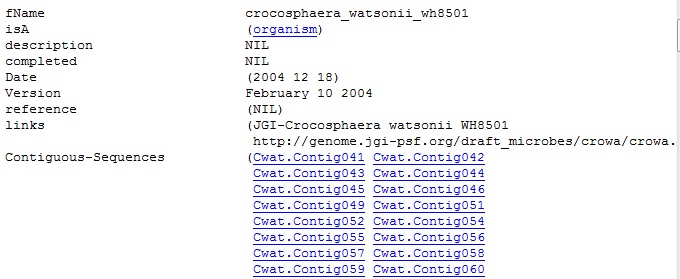 fName crocosphaera_watsonii_wh8501
isA (organism)
description NIL
completed NIL
Date (2004 12 18)
Version February 10 2004
reference (NIL)
links (JGI-Crocosphaera watsonii WH8501
http://genome.jgi-psf.org/draft_microbes/crowa/crowa.
Contiguous-Sequences (Cwat.Contig041 Cwat.Contig042
Cwat.Contig043 Cwat.Contig044
Cwat.Contig045 Cwat.Contig046
Cwat.Contig049 Cwat.Contig051
Cwat.Contig052 Cwat.Contig054
Cwat.Contig055 Cwat.Contig056
Cwat.Contig057 Cwat.Contig058
Cwat.Contig059 Cwat.Contig060